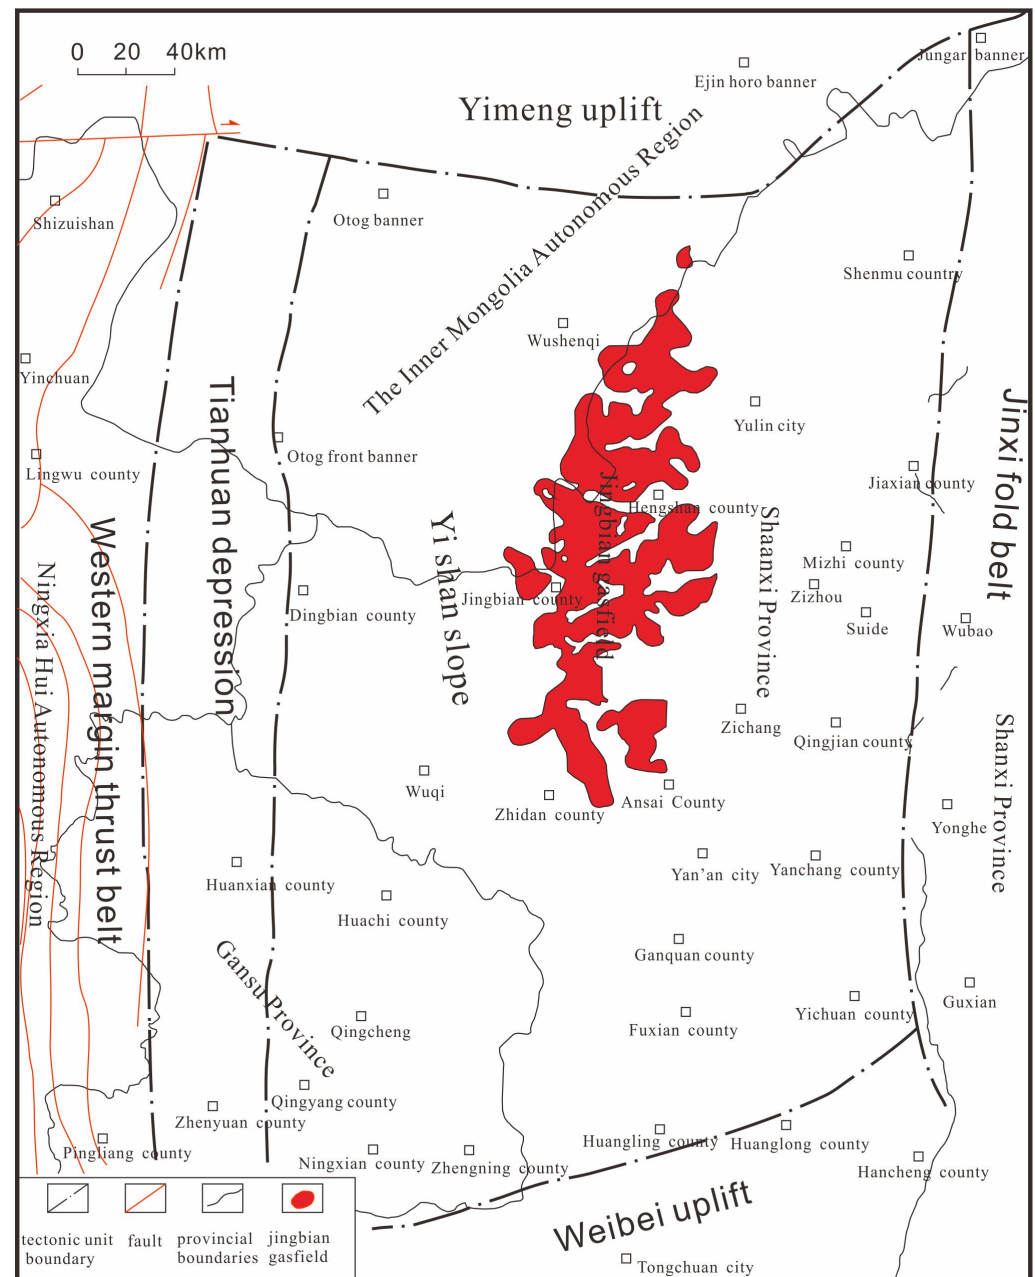 0 20 40km
Jungar banner
Ejin horo banner
Yimeng uplift
The Inner Mongolia Autonomous Region
Shizuishan
Otog banner
Shenmu country
Wushenqi
Yinchuan
Yulin city
Tianhuan depression
Jinxi fold belt
Otog front banner
Lingwu county
Jiaxian county
Jingbian gasfield
Hengshan county
Shaanxi Province
Yi shan slope
Western margin thrust belt
Ningxia Hui Autonomous Region
Mizhi county
Zizhou
Jingbian county
Dingbian county
Suide
Wubao
Zichang
Qingjian county
Shanxi Province
Wuqi
Zhidan county
Ansai County
Yonghe
Yan'an city
Yanchang county
Huanxian county
Huachi county
Gansu Province
Ganquan county
Guxian
Yichuan county
Fuxian county
Qingcheng
Qingyang county
Zhenyuan county
Pingliang county
Ningxian county
Zhengning county
Huangling county
Huanglong county
Hancheng county
Weibei uplift
Tongchuan city
tectonic unit
boundary
fault
provincial
boundaries
jingbian
gasfield